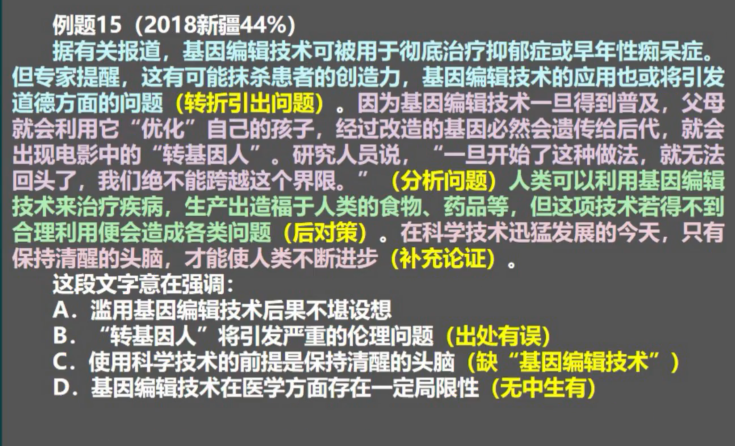 例题15（2018新疆44%）
据有关报道，基因编辑技术可被用于彻底治疗抑郁症或早年性痴呆症。
但专家提醒，这有可能抹杀患者的创造力，基因编辑技术的应用也或将引发
道德方面的问题（转折引出问题）。因为基因编辑技术一旦得到普及，父母
就会利用它“优化”自己的孩子，经过改造的基因必然会遗传给后代，就会
出现电影中的“转基因人”。研究人员说，“一旦开始了这种做法，就无法
回头了，我们绝不能跨越这个界限。”（分析问题）人类可以利用基因编辑
技术来治疗疾病，生产出造福于人类的食物、药品等，但这项技术若得不到
合理利用便会造成各类问题（后对策）。在科学技术迅猛发展的今天，只有
保持清醒的头脑，才能使人类不断进步（补充论证）。
这段文字意在强调：
A．滥用基因编辑技术后果不堪设想
B．“转基因人”将引发严重的伦理问题（出处有误）
C．使用科学技术的前提是保持清醒的头脑（缺“基因编辑技术”）
D．基因编辑技术在医学方面存在一定局限性（无中生有）